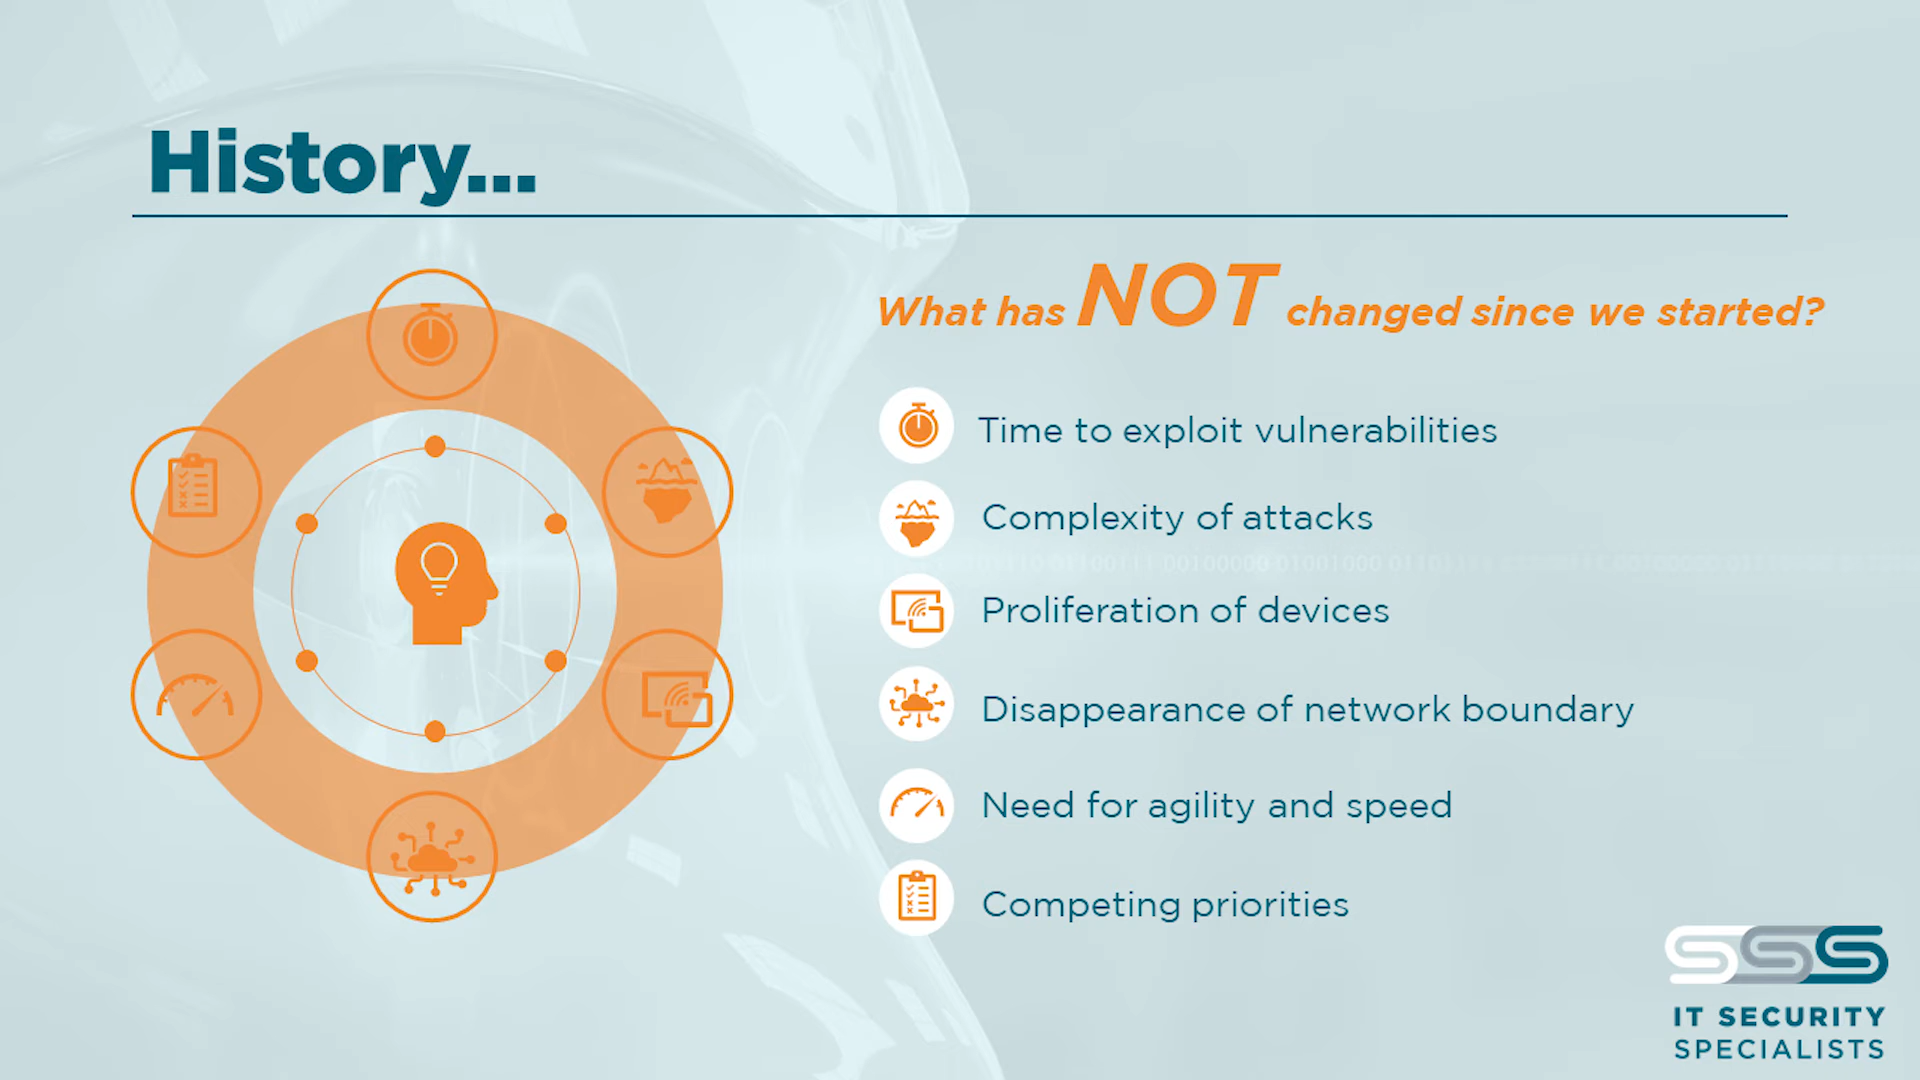 History...
What has NOT changed since we started?
Time to exploit vulnerabilities
Complexity of attacks
Proliferation of devices
Disappearance of network boundary
Need for agility and speed
Competing priorities
SSS
IT SECURITY
SPECIALISTS